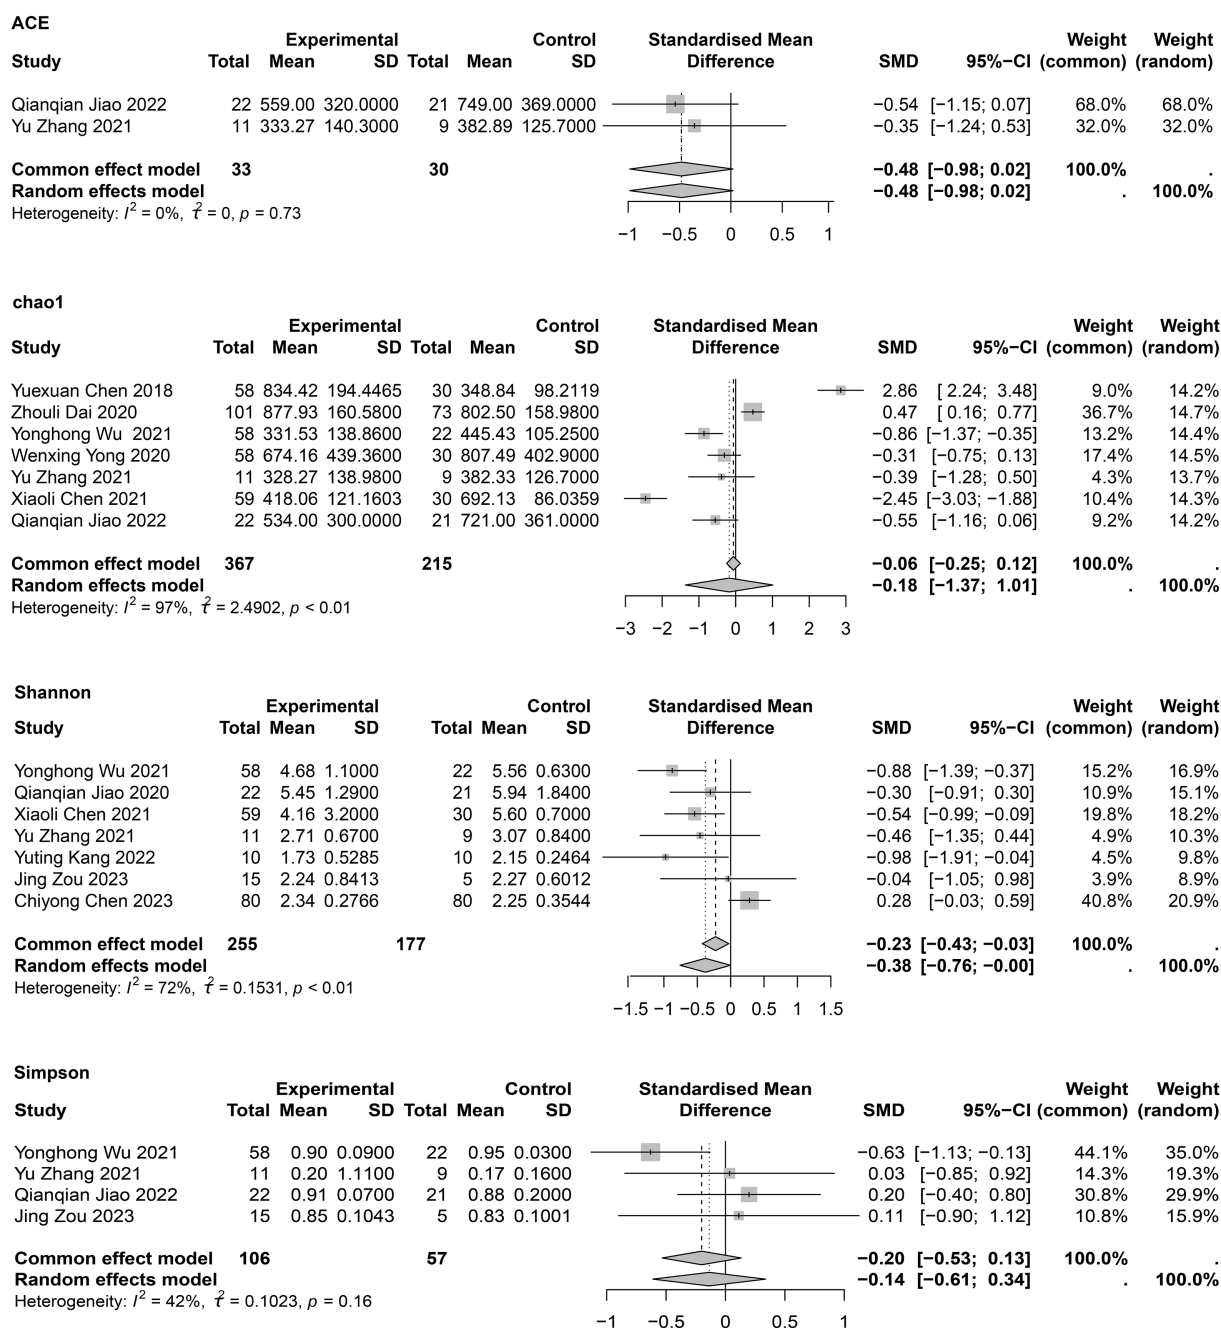 ACE
Experimental Control Standardised Mean Weight Weight
Study Total Mean SD Total Mean SD Difference SMD 95%−CI (common) (random)
Qianqian Jiao 2022 22 559.00 320.0000 21 749.00 369.0000 −0.54 [−1.15; 0.07] 68.0% 68.0%
Yu Zhang 2021 11 333.27 140.3000 9 382.89 125.7000 −0.35 [−1.24; 0.53] 32.0% 32.0%
Common effect model 33 30 −0.48 [−0.98; 0.02] 100.0% .
Random effects model −0.48 [−0.98; 0.02] . 100.0%
Heterogeneity: I² = 0%, τ² = 0, p = 0.73
−1 −0.5 0 0.5 1
chao1
Experimental Control Standardised Mean Weight Weight
Study Total Mean SD Total Mean SD Difference SMD 95%−CI (common) (random)
Yuexuan Chen 2018 58 834.42 194.4465 30 348.84 98.2119 2.86 [ 2.24; 3.48] 9.0% 14.2%
Zhouli Dai 2020 101 877.93 160.5800 73 802.50 158.9800 0.47 [ 0.16; 0.77] 36.7% 14.7%
Yonghong Wu 2021 58 331.53 138.8600 22 445.43 105.2500 −0.86 [−1.37; −0.35] 13.2% 14.4%
Wenxing Yong 2020 58 674.16 439.3600 30 807.49 402.9000 −0.31 [−0.75; 0.13] 17.4% 14.5%
Yu Zhang 2021 11 328.27 138.9800 9 382.33 126.7000 −0.39 [−1.28; 0.50] 4.3% 13.7%
Xiaoli Chen 2021 59 418.06 121.1603 30 692.13 86.0359 −2.45 [−3.03; −1.88] 10.4% 14.3%
Qianqian Jiao 2022 22 534.00 300.0000 21 721.00 361.0000 −0.55 [−1.16; 0.06] 9.2% 14.2%
Common effect model 367 215 −0.06 [−0.25; 0.12] 100.0% .
Random effects model −0.18 [−1.37; 1.01] . 100.0%
Heterogeneity: I² = 97%, τ² = 2.4902, p < 0.01
−3 −2 −1 0 1 2 3
Shannon
Experimental Control Standardised Mean Weight Weight
Study Total Mean SD Total Mean SD Difference SMD 95%−CI (common) (random)
Yonghong Wu 2021 58 4.68 1.1000 22 5.56 0.6300 −0.88 [−1.39; −0.37] 15.2% 16.9%
Qianqian Jiao 2020 22 5.45 1.2900 21 5.94 1.8400 −0.30 [−0.91; 0.30] 10.9% 15.1%
Xiaoli Chen 2021 59 4.16 3.2000 30 5.60 0.7000 −0.54 [−0.99; −0.09] 19.8% 18.2%
Yu Zhang 2021 11 2.71 0.6700 9 3.07 0.8400 −0.46 [−1.35; 0.44] 4.9% 10.3%
Yuting Kang 2022 10 1.73 0.5285 10 2.15 0.2464 −0.98 [−1.91; −0.04] 4.5% 9.8%
Jing Zou 2023 15 2.24 0.8413 5 2.27 0.6012 −0.04 [−1.05; 0.98] 3.9% 8.9%
Chiyong Chen 2023 80 2.34 0.2766 80 2.25 0.3544 0.28 [−0.03; 0.59] 40.8% 20.9%
Common effect model 255 177 −0.23 [−0.43; −0.03] 100.0% .
Random effects model −0.38 [−0.76; −0.00] . 100.0%
Heterogeneity: I² = 72%, τ² = 0.1531, p < 0.01
−1.5 −1 −0.5 0 0.5 1 1.5
Simpson
Experimental Control Standardised Mean Weight Weight
Study Total Mean SD Total Mean SD Difference SMD 95%−CI (common) (random)
Yonghong Wu 2021 58 0.90 0.0900 22 0.95 0.0300 −0.63 [−1.13; −0.13] 44.1% 35.0%
Yu Zhang 2021 11 0.20 1.1100 9 0.17 0.1600 0.03 [−0.85; 0.92] 14.3% 19.3%
Qianqian Jiao 2022 22 0.91 0.0700 21 0.88 0.2000 0.20 [−0.40; 0.80] 30.8% 29.9%
Jing Zou 2023 15 0.85 0.1043 5 0.83 0.1001 0.11 [−0.90; 1.12] 10.8% 15.9%
Common effect model 106 57 −0.20 [−0.53; 0.13] 100.0% .
Random effects model −0.14 [−0.61; 0.34] . 100.0%
Heterogeneity: I² = 42%, τ² = 0.1023, p = 0.16
−1 −0.5 0 0.5 1